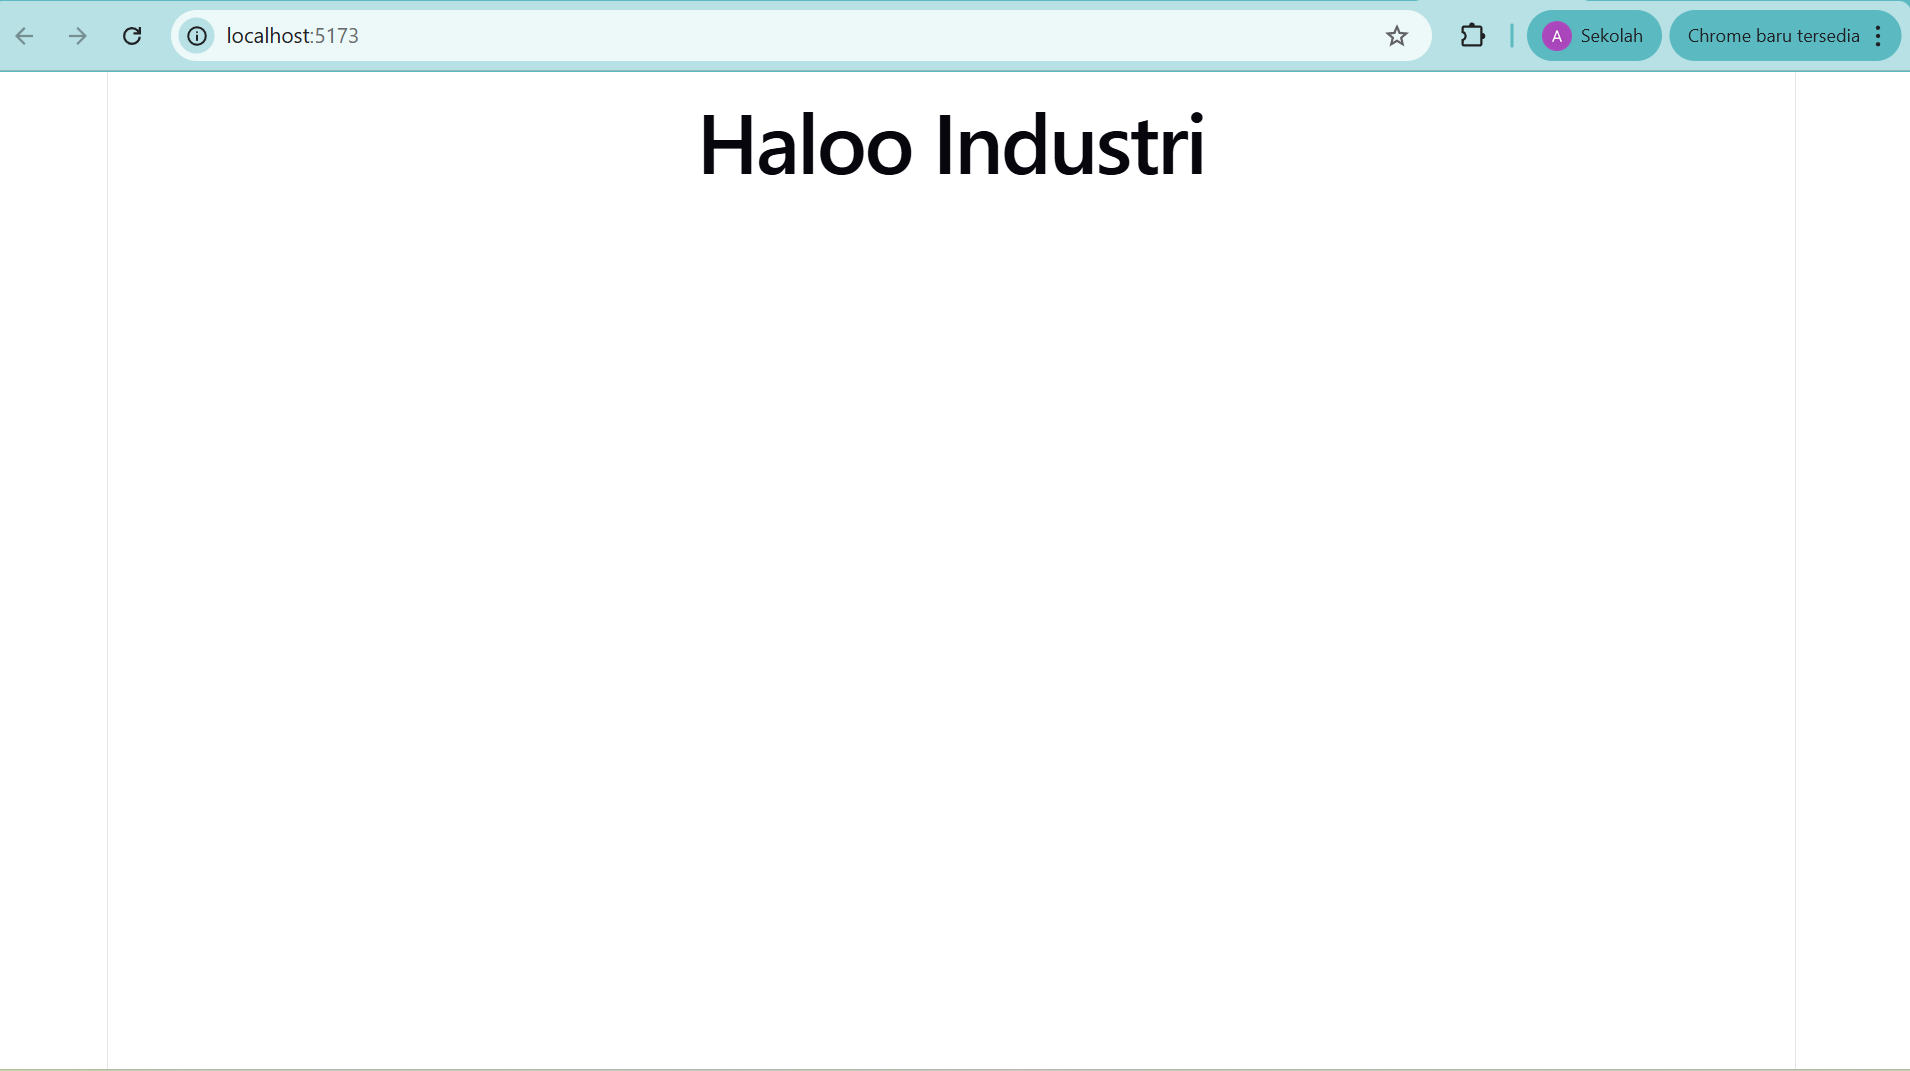 localhost:5173
A Sekolah
Chrome baru tersedia
Haloo Industri